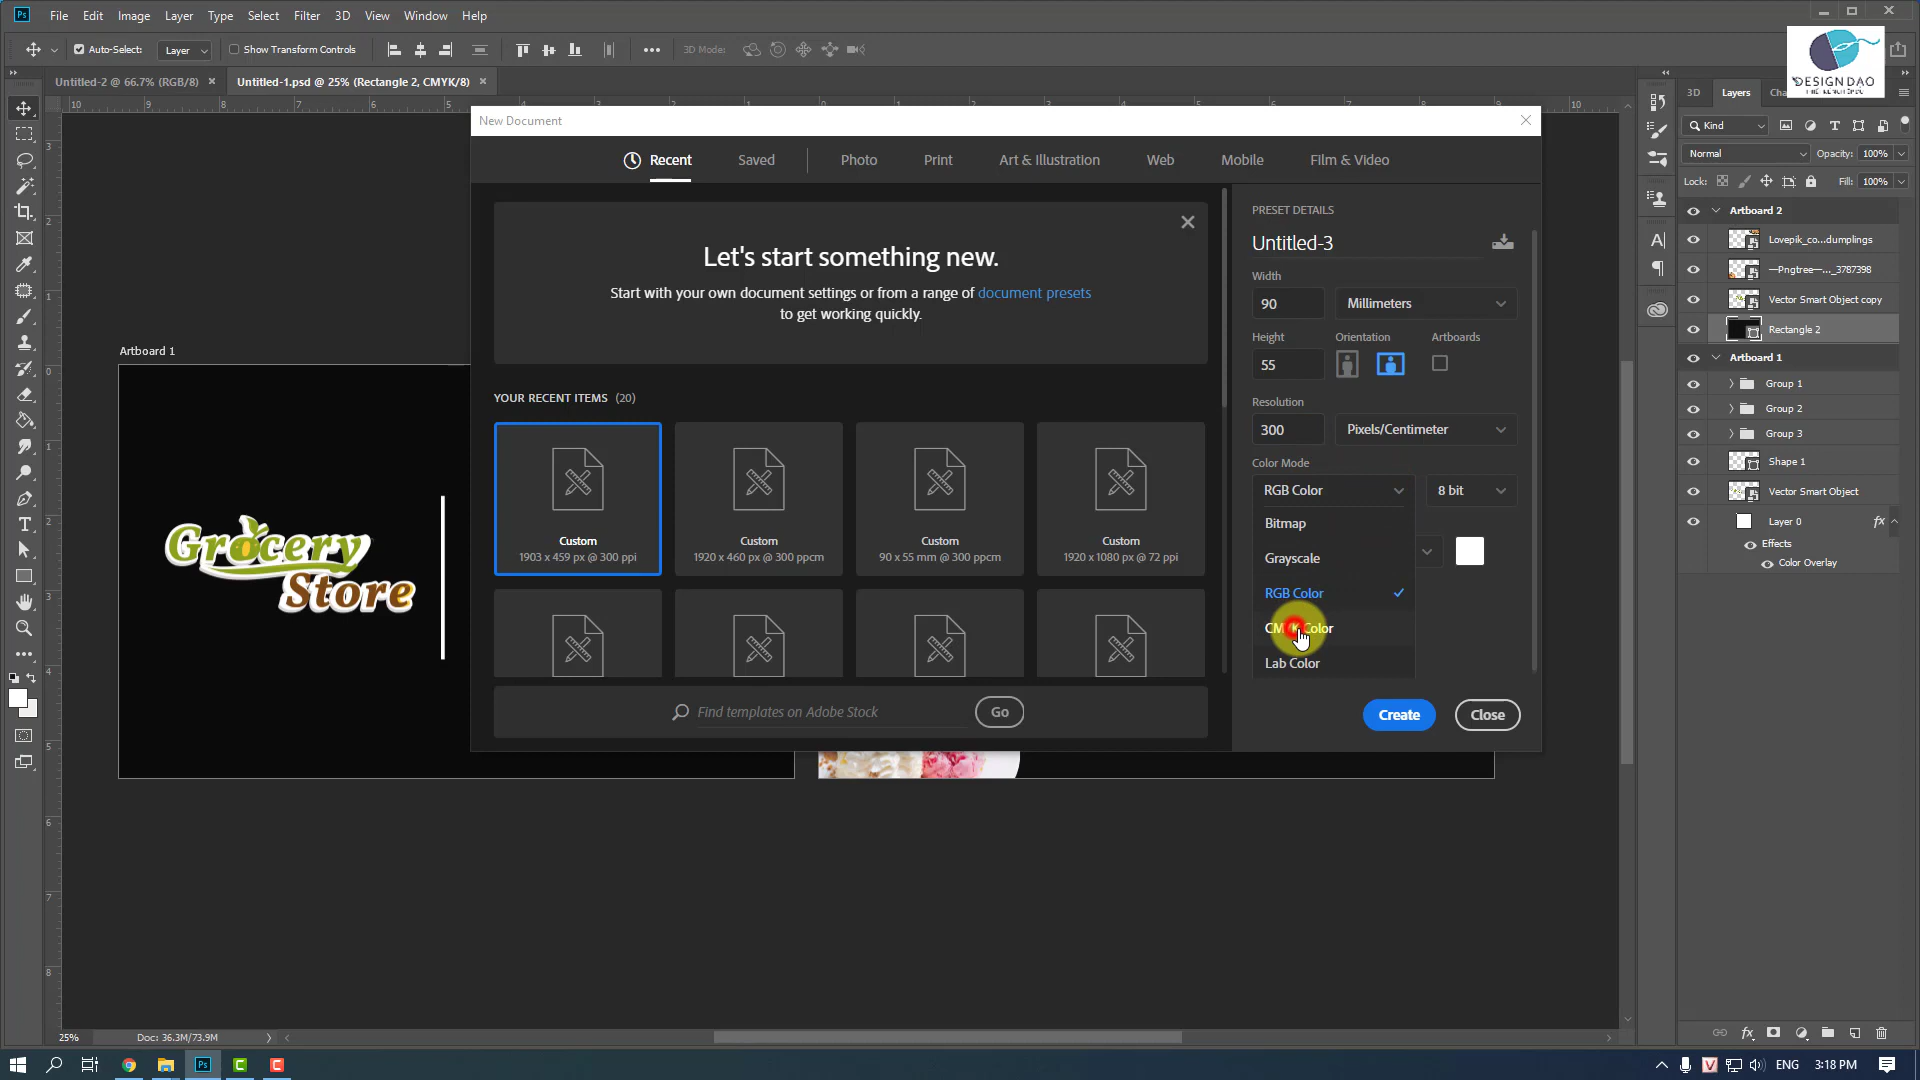 Ps File Edit Image Layer Type Select Filter 3D View Window Help
Auto-Select: Layer Show Transform Controls 3D Mode:
DESIGN DAO
Untitled-2 @ 66.7% (RGB/8) × Untitled-1.psd @ 25% (Rectangle 2, CMYK/8) ×
3D Layers
New Document
Recent Saved Photo Print Art & Illustration Web Mobile Film & Video
Let's start something new.
Start with your own document settings or from a range of document presets
to get working quickly.
YOUR RECENT ITEMS (20)
Custom
1903 x 459 px @ 300 ppi
Custom
1920 x 460 px @ 300 ppcm
Custom
90 x 55 mm @ 300 ppcm
Custom
1920 x 1080 px @ 72 ppi
Find templates on Adobe Stock Go
PRESET DETAILS
Untitled-3
Width
90 Millimeters
Height Orientation Artboards
55
Resolution
300 Pixels/Centimeter
Color Mode
RGB Color 8 bit
Bitmap
Grayscale
RGB Color
CMYK Color
Lab Color
Create Close
Artboard 1
Grocery
Store
Kind
Normal Opacity: 100%
Lock: Fill: 100%
Artboard 2
Lovepik_co...dumplings
—Pngtree—..._3787398
Vector Smart Object copy
Rectangle 2
Artboard 1
Group 1
Group 2
Group 3
Shape 1
Vector Smart Object
Layer 0 fx
Effects
Color Overlay
25% Doc: 36.3M/73.9M
ENG 3:18 PM